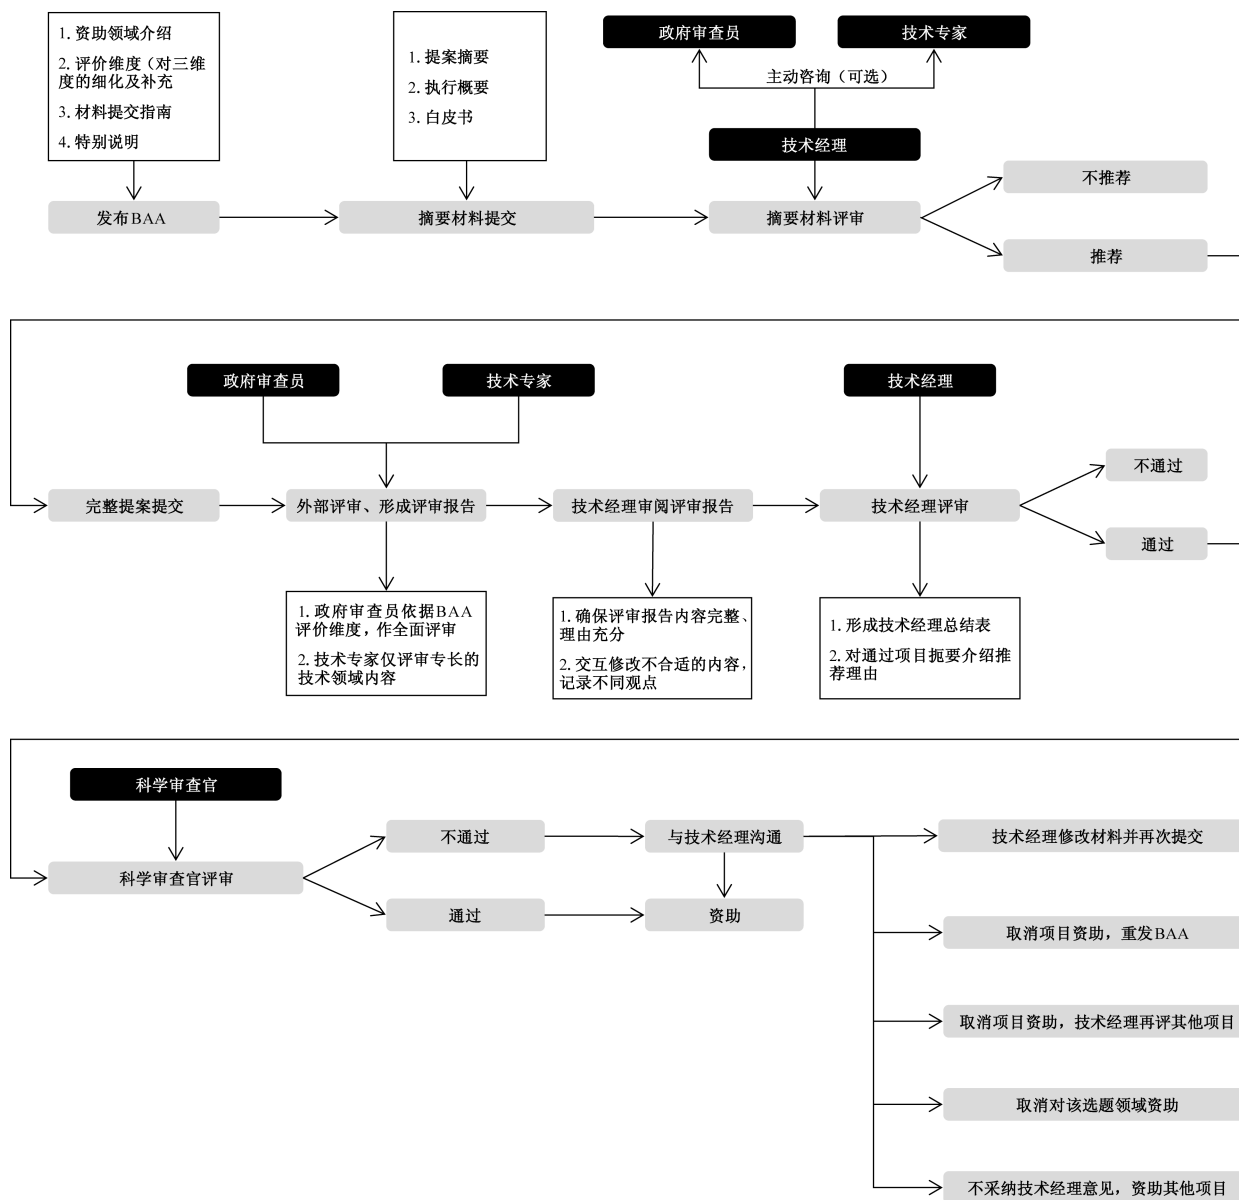 1. 资助领域介绍
2. 评价维度（对三维
度的细化及补充
3. 材料提交指南
4. 特别说明
1. 提案摘要
2. 执行概要
3. 白皮书
政府审查员
技术专家
主动咨询（可选）
技术经理
发布BAA
摘要材料提交
摘要材料评审
不推荐
推荐
政府审查员
技术专家
技术经理
完整提案提交
外部评审、形成评审报告
技术经理审阅评审报告
技术经理评审
不通过
通过
1. 政府审查员依据BAA
评价维度，作全面评审
2. 技术专家仅评审专长的
技术领域内容
1. 确保评审报告内容完整、
理由充分
2. 交互修改不合适的内容，
记录不同观点
1. 形成技术经理总结表
2. 对通过项目扼要介绍推
荐理由
科学审查官
科学审查官评审
不通过
通过
与技术经理沟通
资助
技术经理修改材料并再次提交
取消项目资助，重发BAA
取消项目资助，技术经理再评其他项目
取消对该选题领域资助
不采纳技术经理意见，资助其他项目